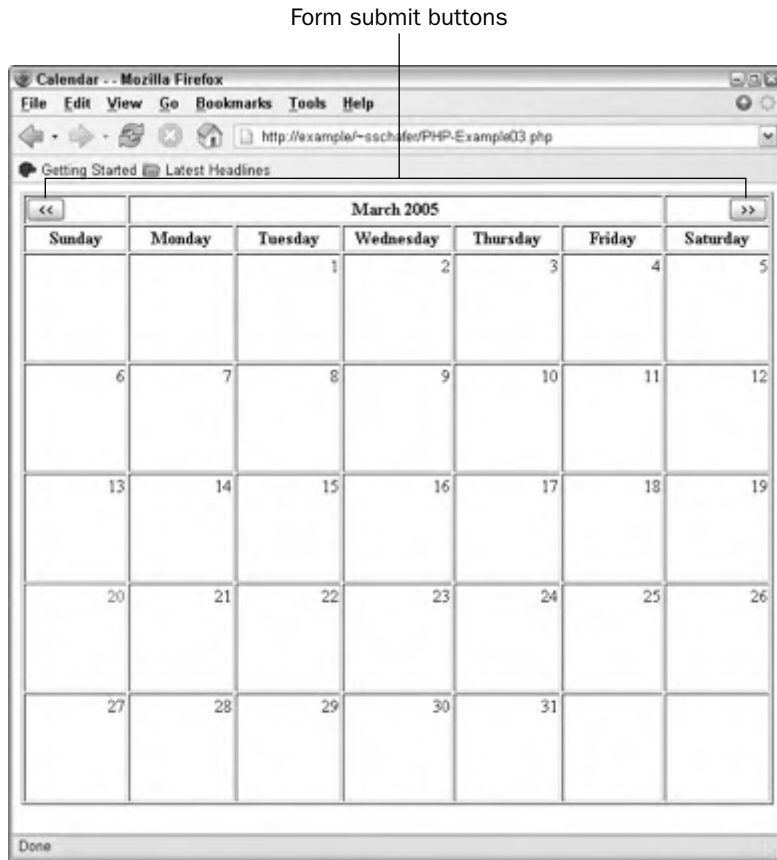 Form submit buttons
Calendar - - Mozilla Firefox
File Edit View Go Bookmarks Tools Help
http://example/~sschafer/PHP-Example03.php
Getting Started Latest Headlines
<< March 2005 >>
Sunday Monday Tuesday Wednesday Thursday Friday Saturday
1 2 3 4 5
6 7 8 9 10 11 12
13 14 15 16 17 18 19
20 21 22 23 24 25 26
27 28 29 30 31
Done